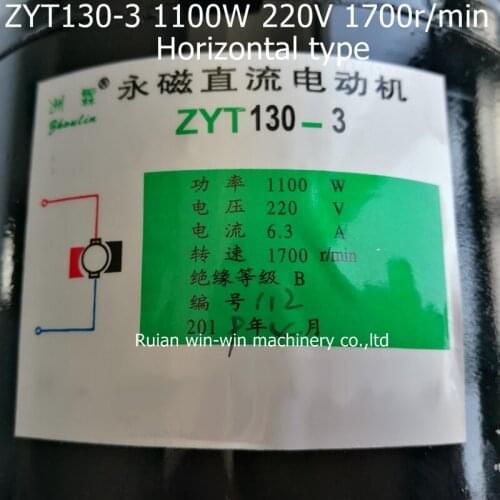 ZYT130-3 1100W 220V 1700r/min
Horizontal type
永磁直流电动机
Zhoulin
ZYT130-3
功率 1100 W
电压 220 V
电流 6.3 A
转速 1700 r/min
绝缘等级 B
编号 112
201 年 月
Ruian win-win machinery co.,ltd